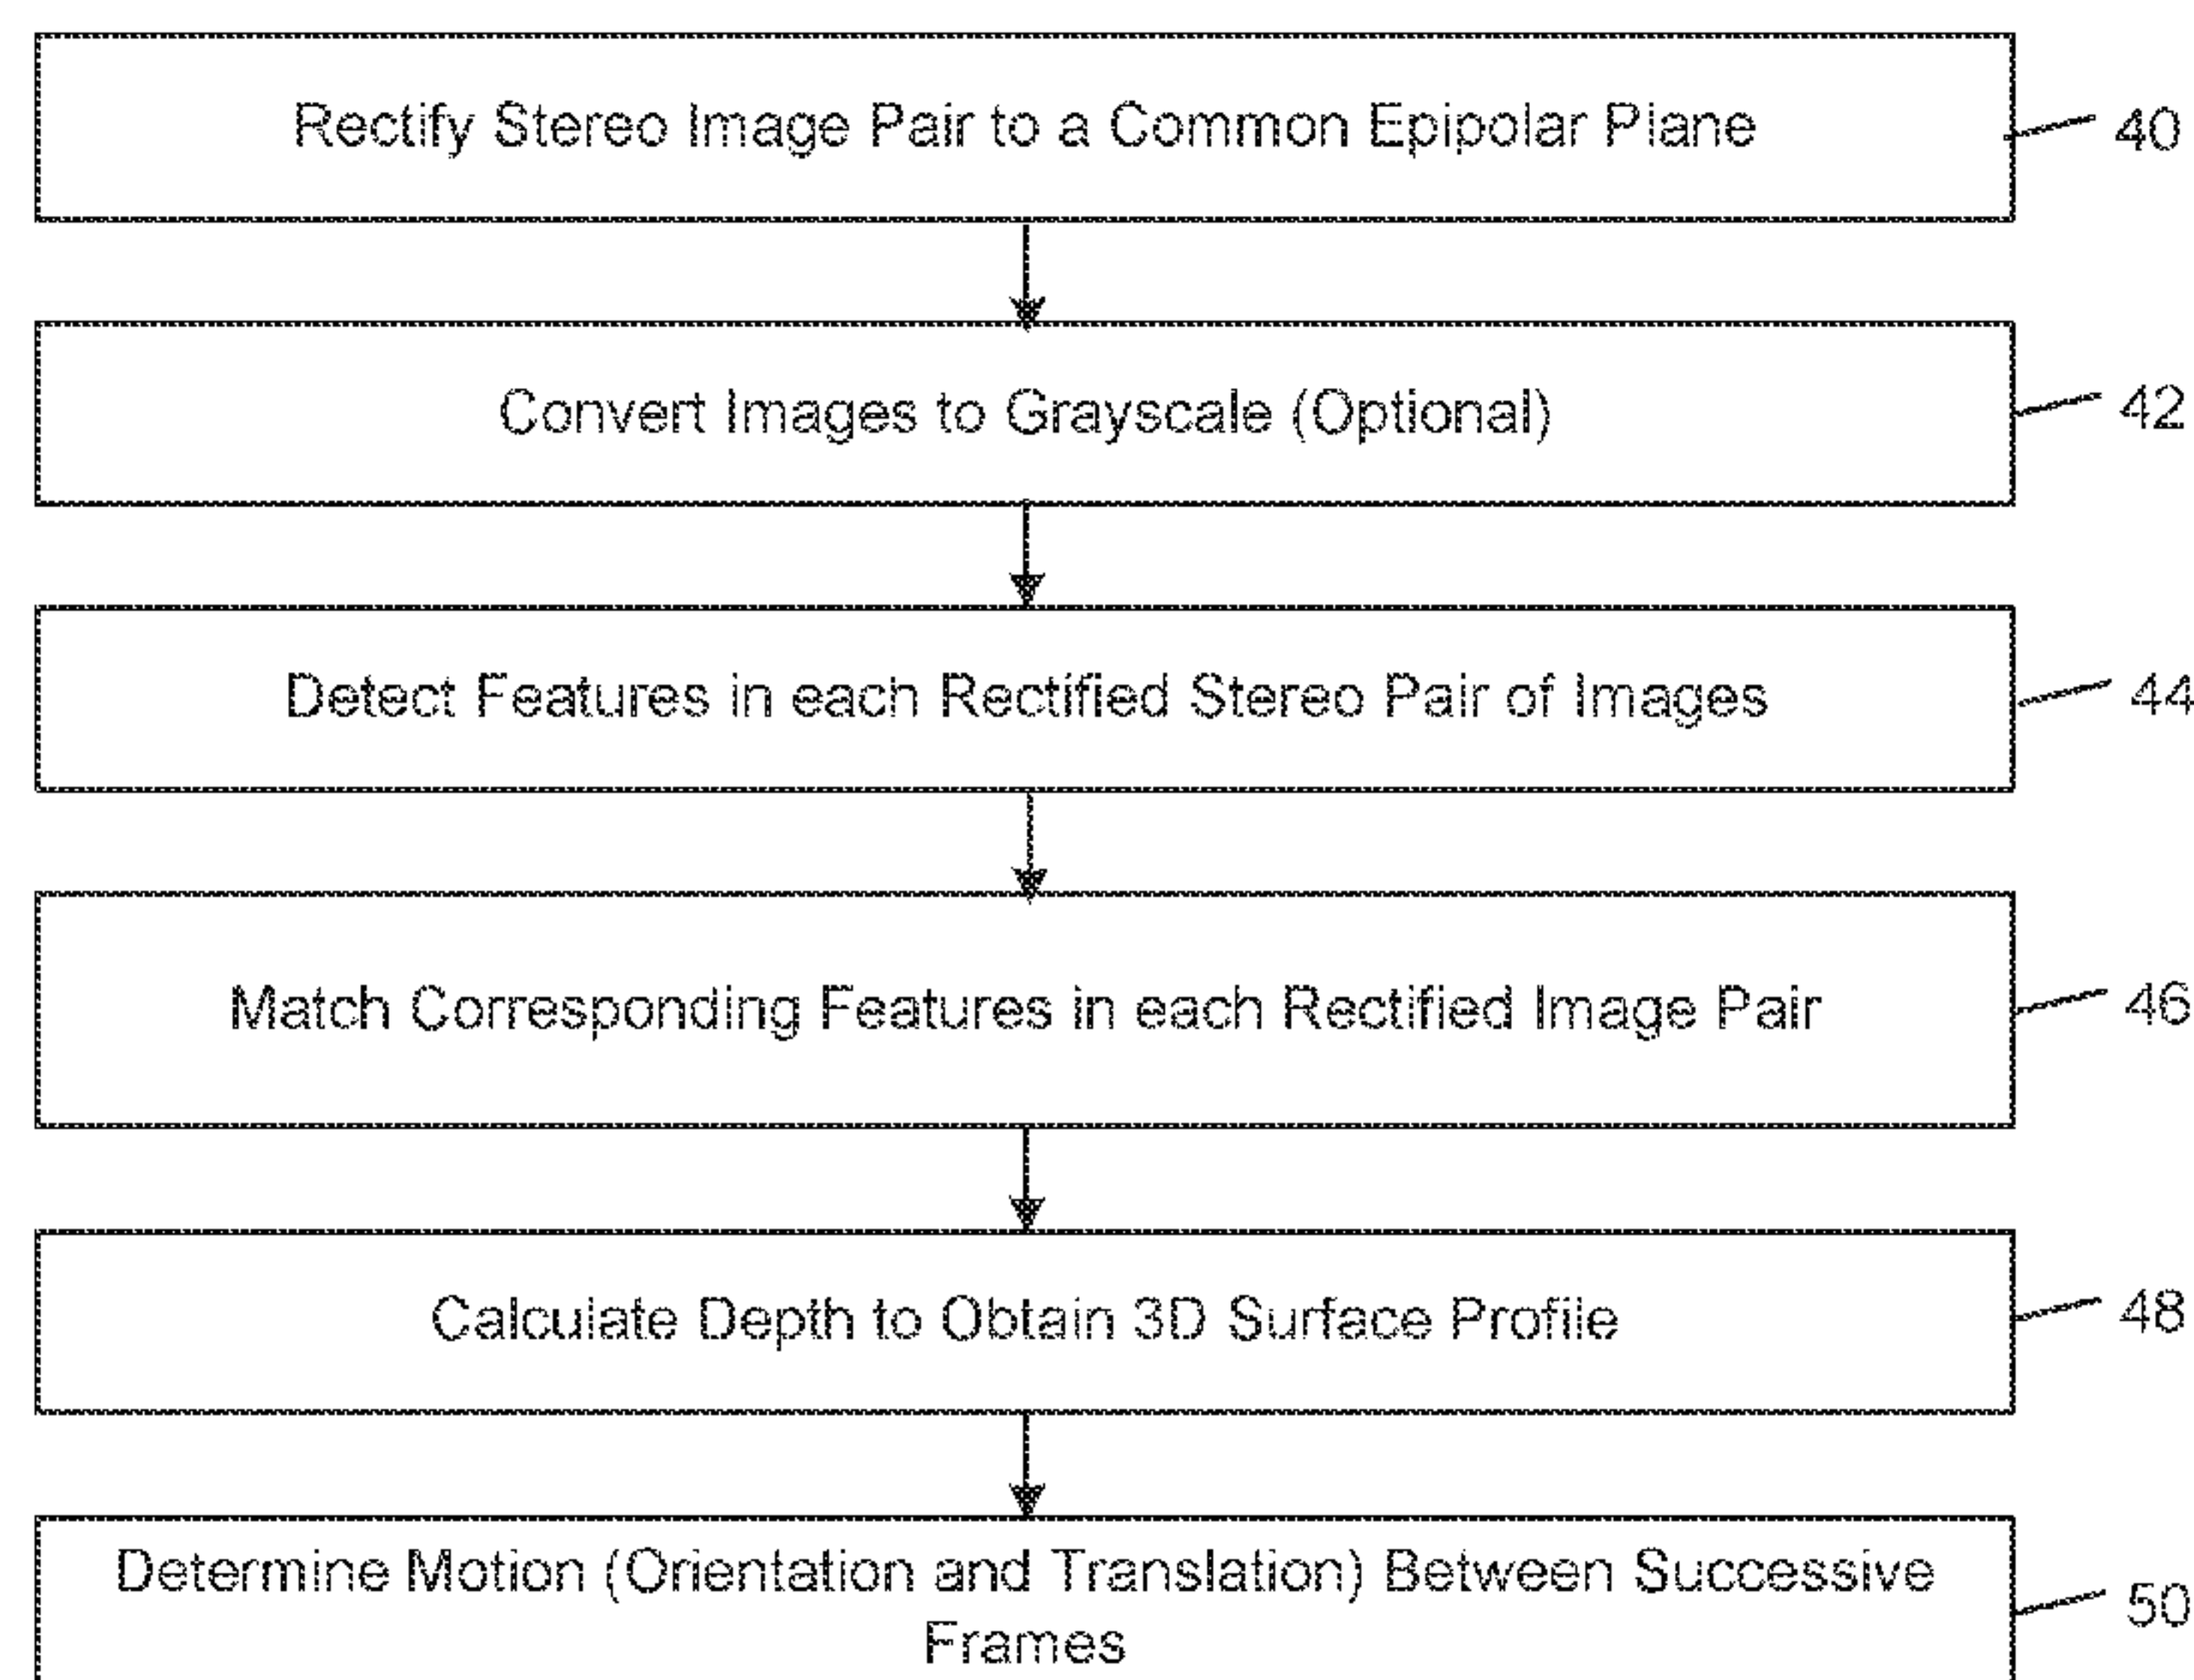 Rectify Stereo Image Pair to a Common Epipolar Plane
40
Convert Images to Grayscale (Optional)
42
Detect Features in each Rectified Stereo Pair of Images
44
Match Corresponding Features in each Rectified Image Pair
46
Calculate Depth to Obtain 3D Surface Profile
48
Determine Motion (Orientation and Translation) Between Successive
Frames
50